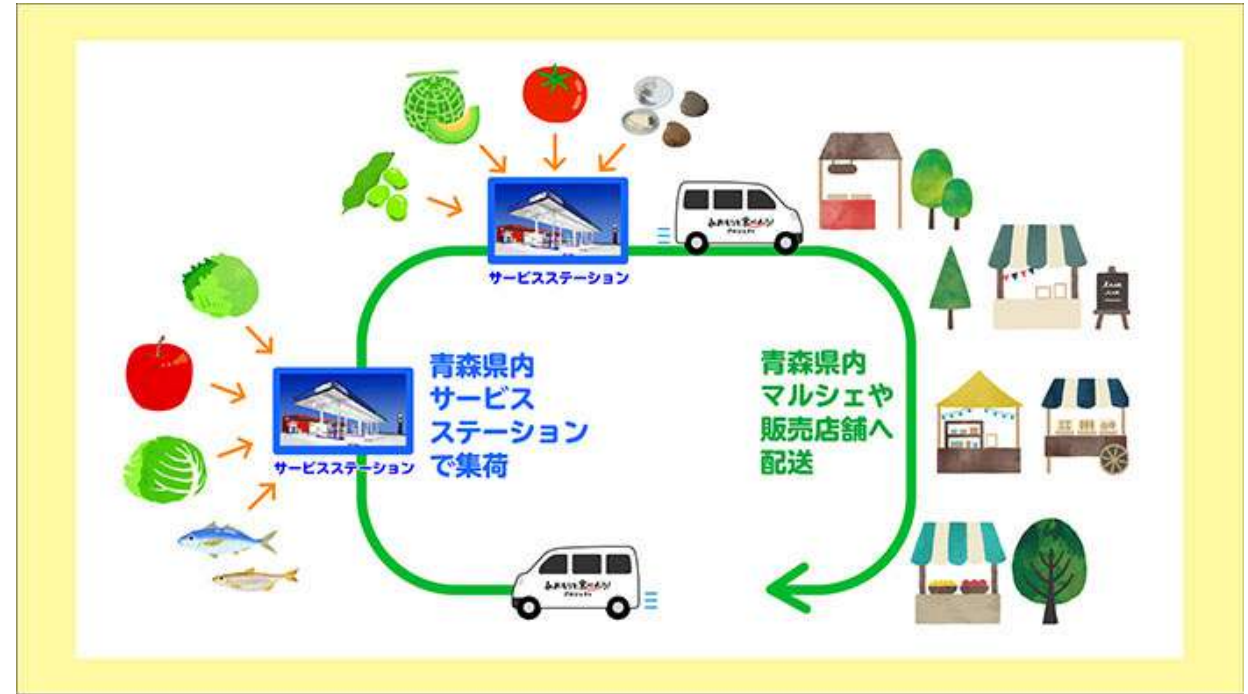 サービスステーション
青森県内
サービス
ステーション
で集荷
サービスステーション
青森県内
マルシェや
販売店舗へ
配送